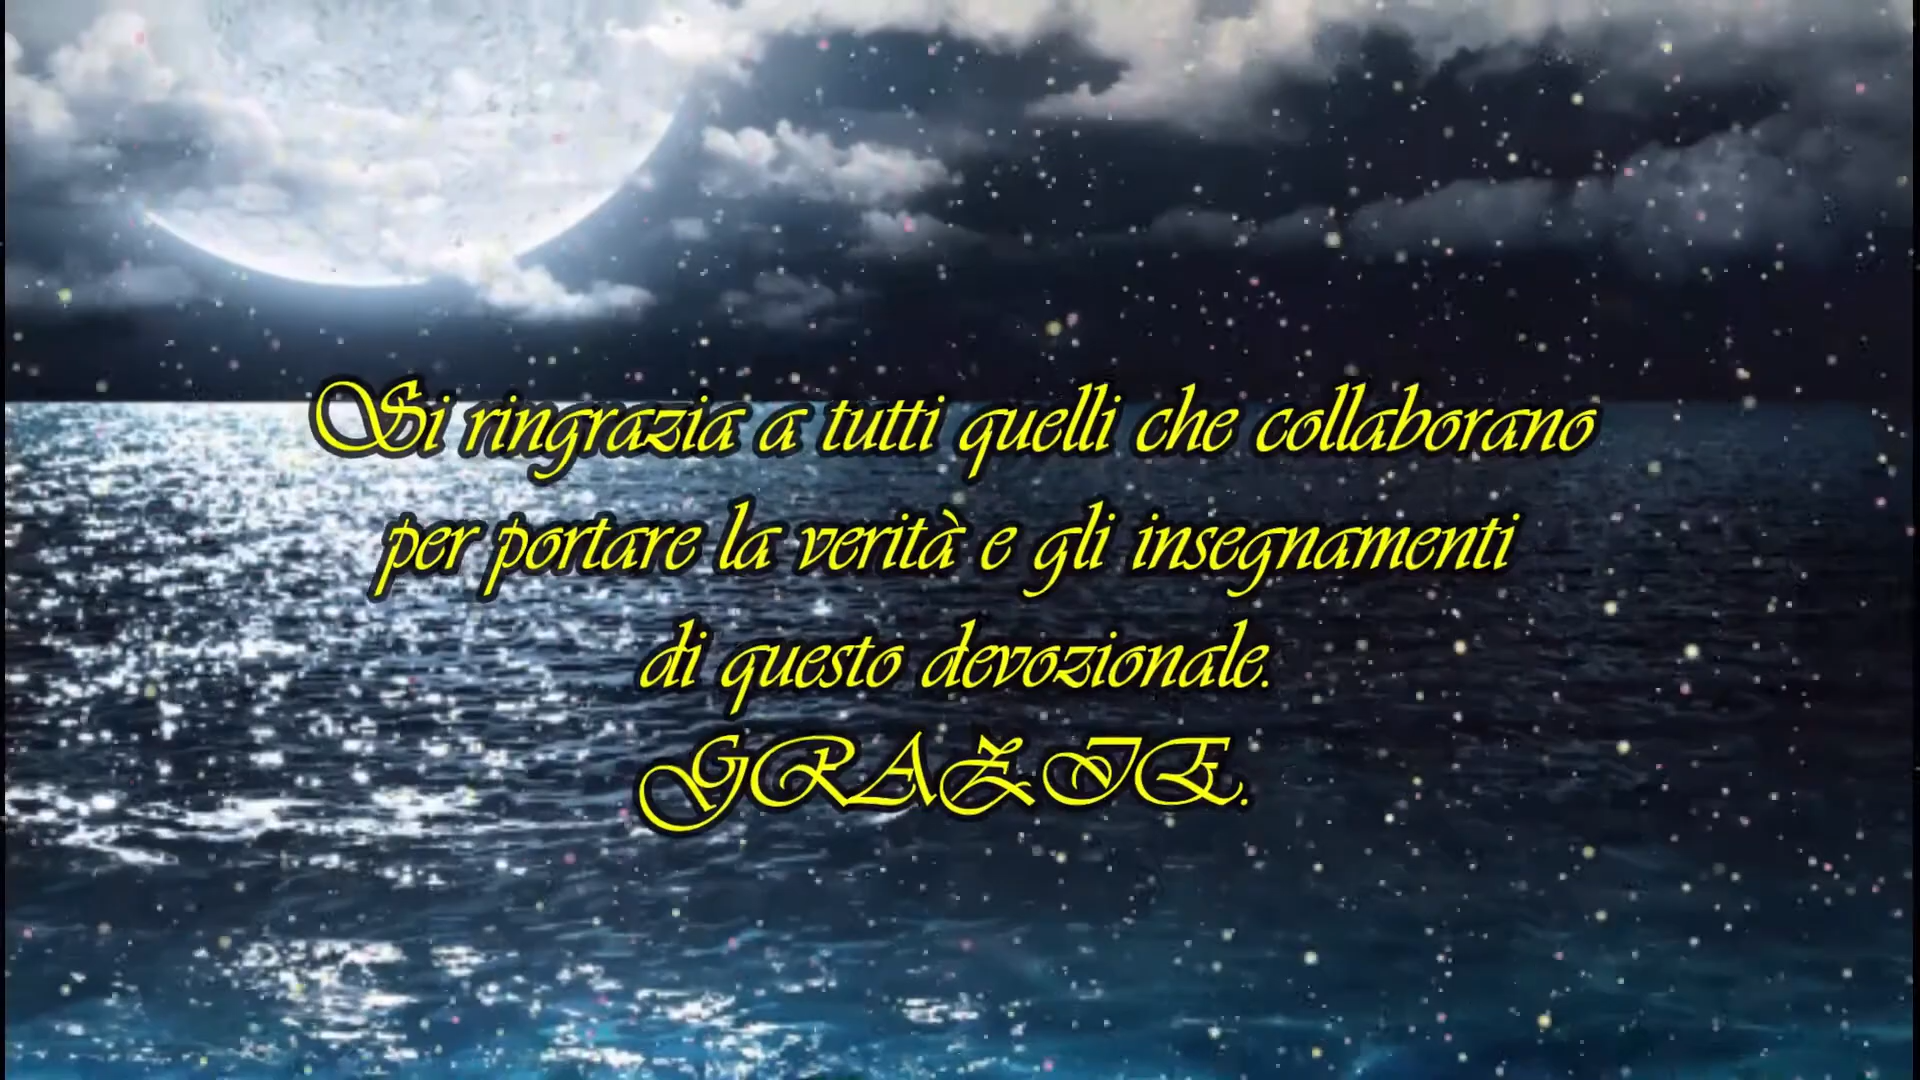 Si ringrazia a tutti quelli che collaborano
per portare la verità e gli insegnamenti
di questo devozionale.
GRAZIE.